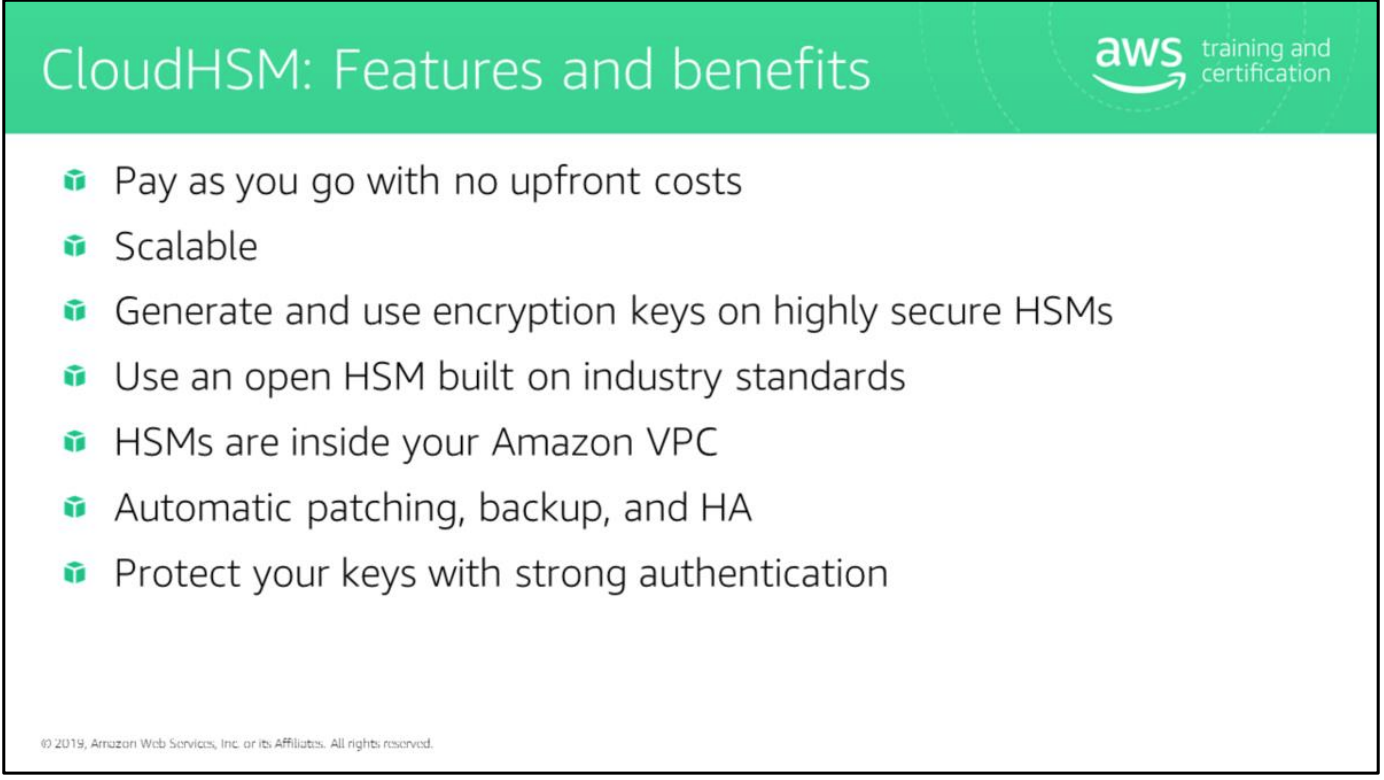 CloudHSM: Features and benefits
aws training and
certification
Pay as you go with no upfront costs
Scalable
Generate and use encryption keys on highly secure HSMs
Use an open HSM built on industry standards
HSMs are inside your Amazon VPC
Automatic patching, backup, and HA
Protect your keys with strong authentication
© 2019, Amazon Web Services, Inc. or its Affiliates. All rights reserved.